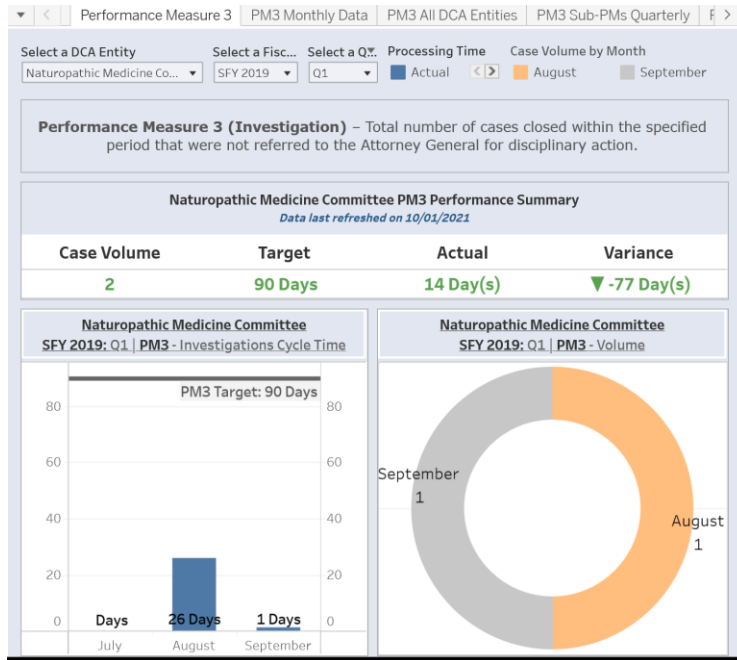 Performance Measure 3
PM3 Monthly Data
PM3 All DCA Entities
PM3 Sub-PMs Quarterly
Select a DCA Entity
Select a Fisc...
Select a Q...
Processing Time
Case Volume by Month
Naturopathic Medicine Co...
SFY 2019
Q1
Actual
August
September
Performance Measure 3 (Investigation) – Total number of cases closed within the specified
period that were not referred to the Attorney General for disciplinary action.
Naturopathic Medicine Committee PM3 Performance Summary
Data last refreshed on 10/01/2021
Case Volume Target Actual Variance
2 90 Days 14 Day(s) ▼ -77 Day(s)
Naturopathic Medicine Committee
SFY 2019: Q1 | PM3 - Investigations Cycle Time
PM3 Target: 90 Days
80 80
60 60
40 40
20 20
0 Days 26 Days 1 Days 0
July August September
Naturopathic Medicine Committee
SFY 2019: Q1 | PM3 - Volume
September
1
August
1